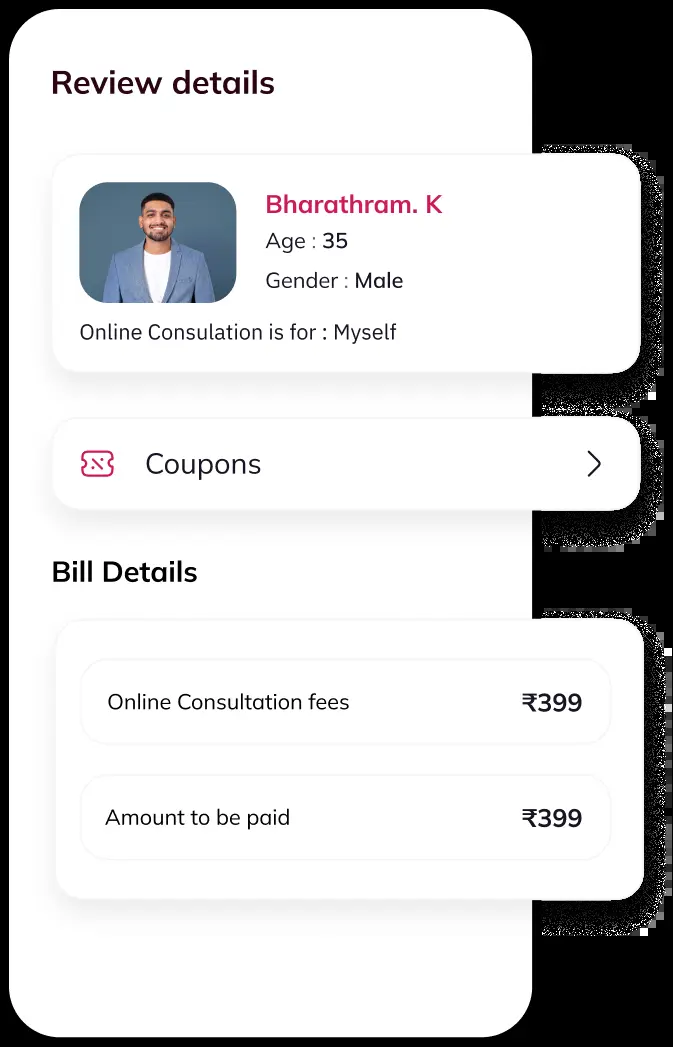 Review details
Bharathram. K
Age : 35
Gender : Male
Online Consulation is for : Myself
Coupons
Bill Details
Online Consultation fees ₹399
Amount to be paid ₹399